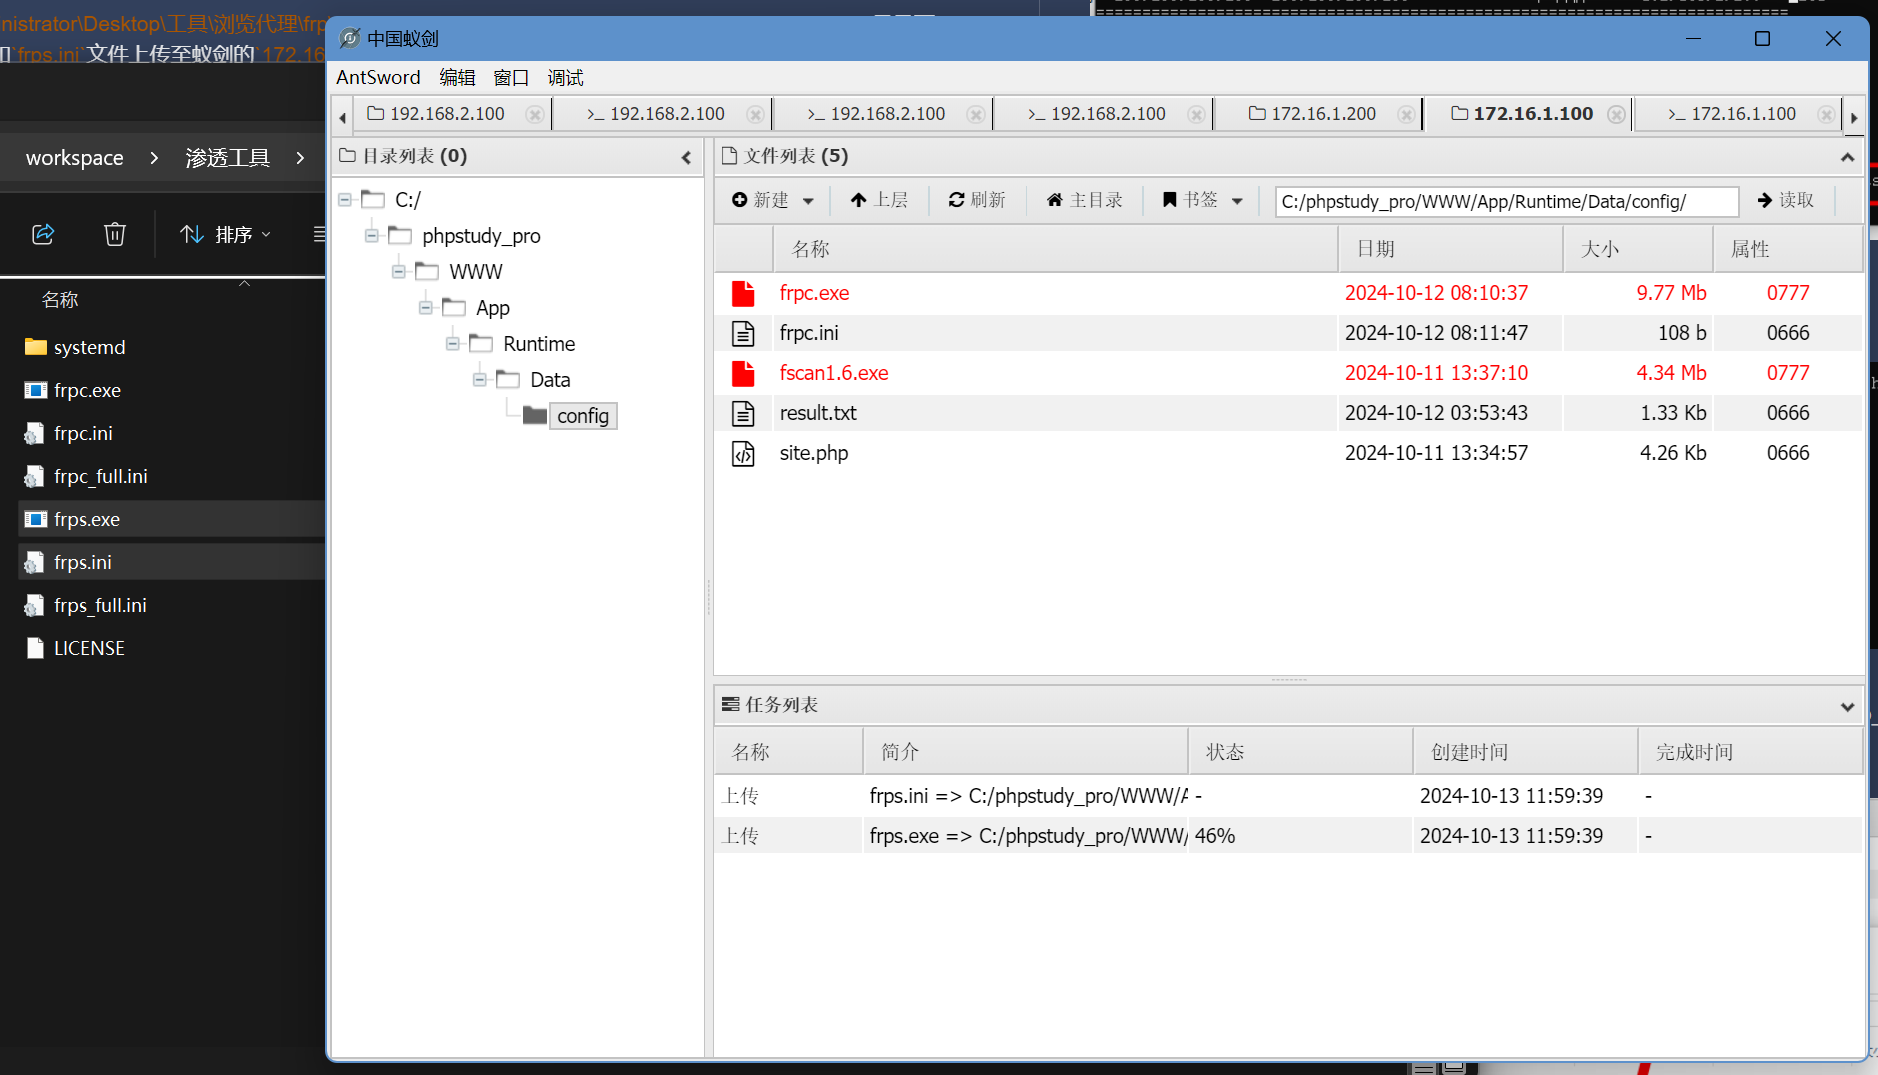 nistrator\Desktop\工具\浏览代理\frp
`frps.ini`文件上传至蚁剑的`172.16
workspace > 渗透工具 >
排序
名称
systemd
frpc.exe
frpc.ini
frpc_full.ini
frps.exe
frps.ini
frps_full.ini
LICENSE
中国蚁剑
AntSword 编辑 窗口 调试
192.168.2.100 >_ 192.168.2.100 >_ 192.168.2.100 >_ 192.168.2.100 172.16.1.200 172.16.1.100 >_ 172.16.1.100
目录列表 (0)
C:/
phpstudy_pro
WWW
App
Runtime
Data
config
文件列表 (5)
新建 上层 刷新 主目录 书签 C:/phpstudy_pro/WWW/App/Runtime/Data/config/ 读取
名称 日期 大小 属性
frpc.exe 2024-10-12 08:10:37 9.77 Mb 0777
frpc.ini 2024-10-12 08:11:47 108 b 0666
fscan1.6.exe 2024-10-11 13:37:10 4.34 Mb 0777
result.txt 2024-10-12 03:53:43 1.33 Kb 0666
site.php 2024-10-11 13:34:57 4.26 Kb 0666
任务列表
名称 简介 状态 创建时间 完成时间
上传 frps.ini => C:/phpstudy_pro/WWW/A - 2024-10-13 11:59:39 -
上传 frps.exe => C:/phpstudy_pro/WWW/ 46% 2024-10-13 11:59:39 -